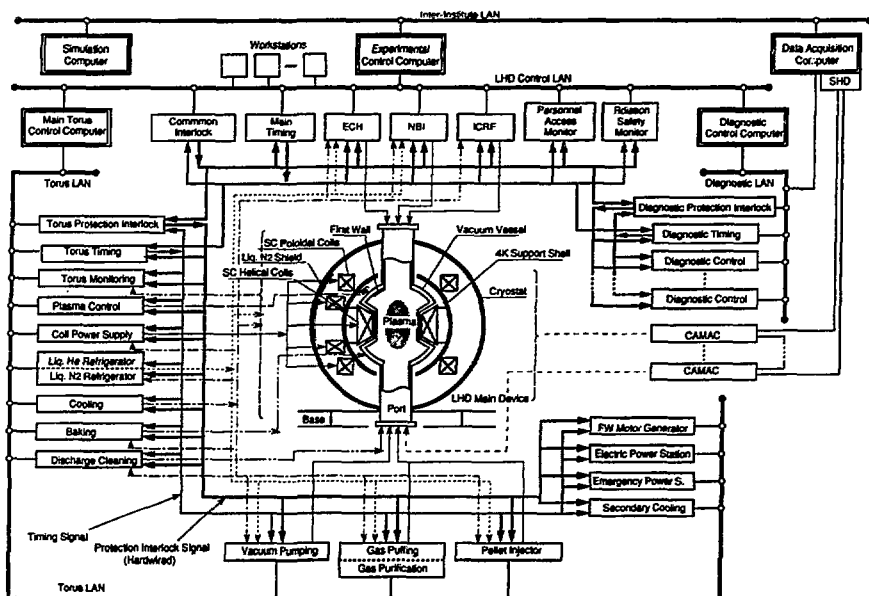 Inter-Institute LAN
Simulation
Computer
Workstations
Experimental
Control Computer
Data Acquisition
Computer
SHD
LHD Control LAN
Main Torus
Control Computer
Commmon
Interlock
Main
Timing
ECH
NBI
ICRF
Personnel
Access
Monitor
Safety
Monitor
Diagnostic
Control Computer
Torus LAN
Diagnostic LAN
Torus Protection Interlock
Torus Timing
Torus Monitoring
Plasma Control
Coil Power Supply
Liq. He Refrigerator
Liq. N2 Refrigerator
Cooling
Baking
Discharge Cleaning
First Wall
SC Poloidal Coils
Liq. N2 Shield
SC Helical Coils
Vacuum Vessel
4K Support Shell
Cryostat
Plasma
Port
Base
LHD Main Device
Diagnostic Protection Interlock
Diagnostic Timing
Diagnostic Control
Diagnostic Control
CAMAC
CAMAC
FW Motor Generator
Electric Power Station
Emergency Power S.
Secondary Cooling
Timing Signal
Protection Interlock Signal
(Hardwired)
Vacuum Pumping
Gas Puffing
Gas Purification
Pellet Injector
Torus LAN